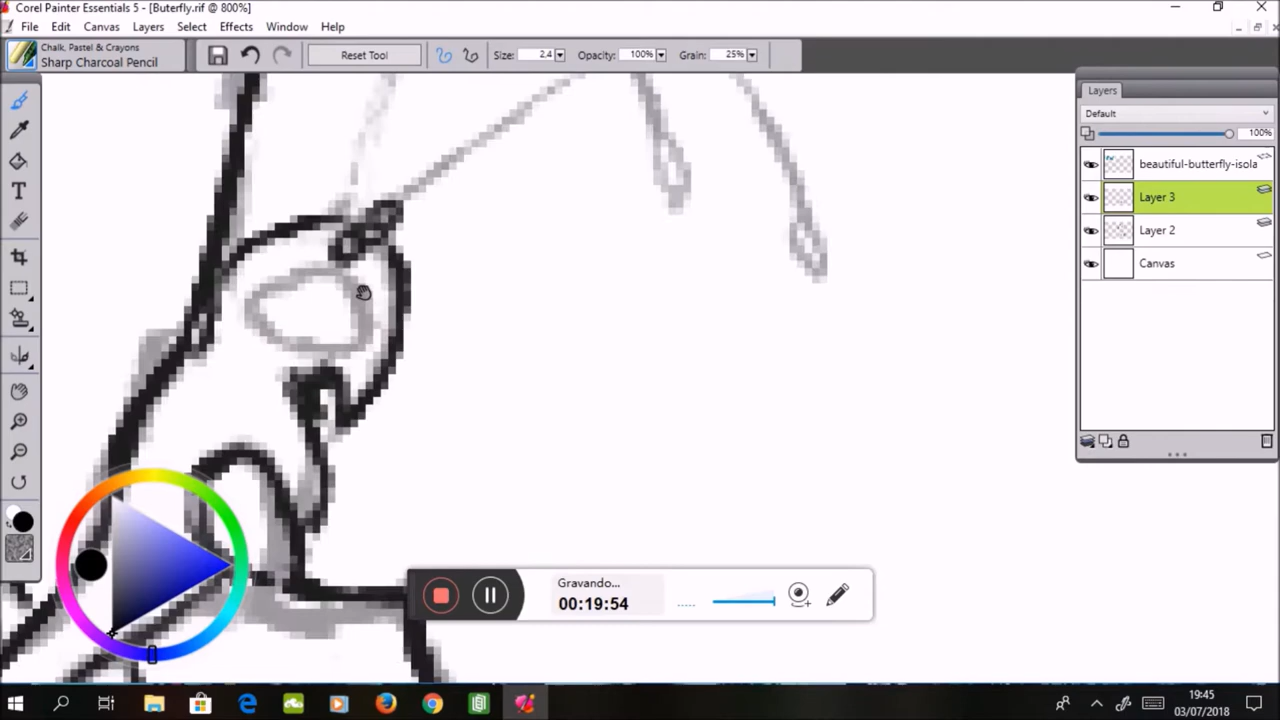 Corel Painter Essentials 5 - [Buterfly.rif @ 800%]
File Edit Canvas Layers Select Effects Window Help
Chalk, Pastel & Crayons
Sharp Charcoal Pencil
Reset Tool
Size: 2.4
Opacity: 100%
Grain: 25%
Layers
Default
100%
beautiful-butterfly-isola
Layer 3
Layer 2
Canvas
Gravando...
00:19:54
19:45
03/07/2018